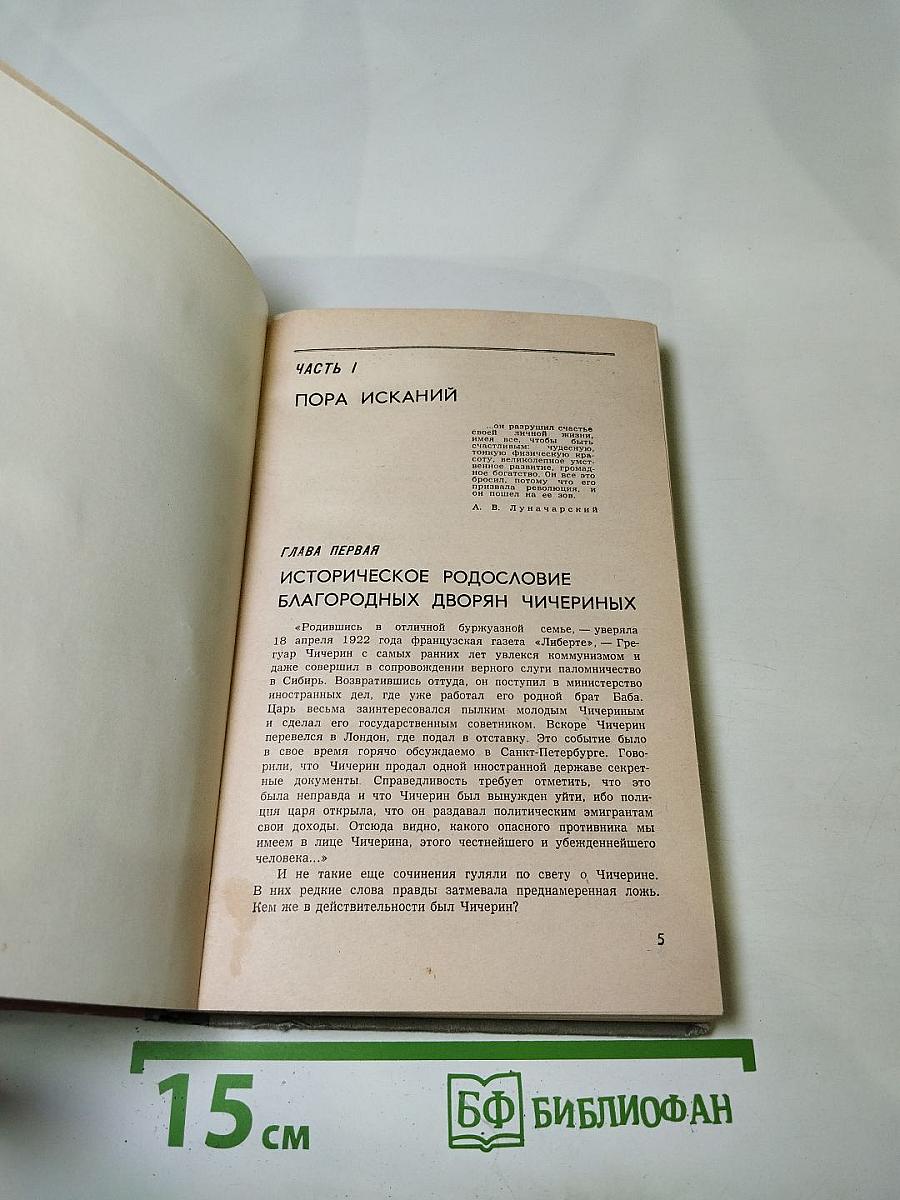 ЧАСТЬ I
ПОРА ИСКАНИЙ
...он разрушил счастье
своей личной жизни,
имея все, чтобы быть
счастливым: чудесную,
тонкую физическую кра-
соту, великолепное умст-
венное развитие, громад-
ное богатство. Он все это
бросил, потому что его
призвала революция, и
он пошел на ее зов.
А. В. Луначарский
ГЛАВА ПЕРВАЯ
ИСТОРИЧЕСКОЕ РОДОСЛОВИЕ
БЛАГОРОДНЫХ ДВОРЯН ЧИЧЕРИНЫХ
«Родившись в отличной буржуазной семье, — уверяла
18 апреля 1922 года французская газета «Либерте», — Гре-
гуар Чичерин с самых ранних лет увлекся коммунизмом и
даже совершил в сопровождении верного слуги паломничество
в Сибирь. Возвратившись оттуда, он поступил в министерство
иностранных дел, где уже работал его родной брат Баба.
Царь весьма заинтересовался пылким молодым Чичериным
и сделал его государственным советником. Вскоре Чичерин
перевелся в Лондон, где подал в отставку. Это событие было
в свое время горячо обсуждаемо в Санкт-Петербурге. Гово-
рили, что Чичерин продал одной иностранной державе секрет-
ные документы. Справедливость требует отметить, что это
была неправда и что Чичерин был вынужден уйти, ибо поли-
ция царя открыла, что он раздавал политическим эмигрантам
свои доходы. Отсюда видно, какого опасного противника мы
имеем в лице Чичерина, этого честнейшего и убежденнейшего
человека...»
И не такие еще сочинения гуляли по свету о Чичерине.
В них редкие слова правды затмевала преднамеренная ложь.
Кем же в действительности был Чичерин?
5
15 см
БФ БИБЛИОФАН